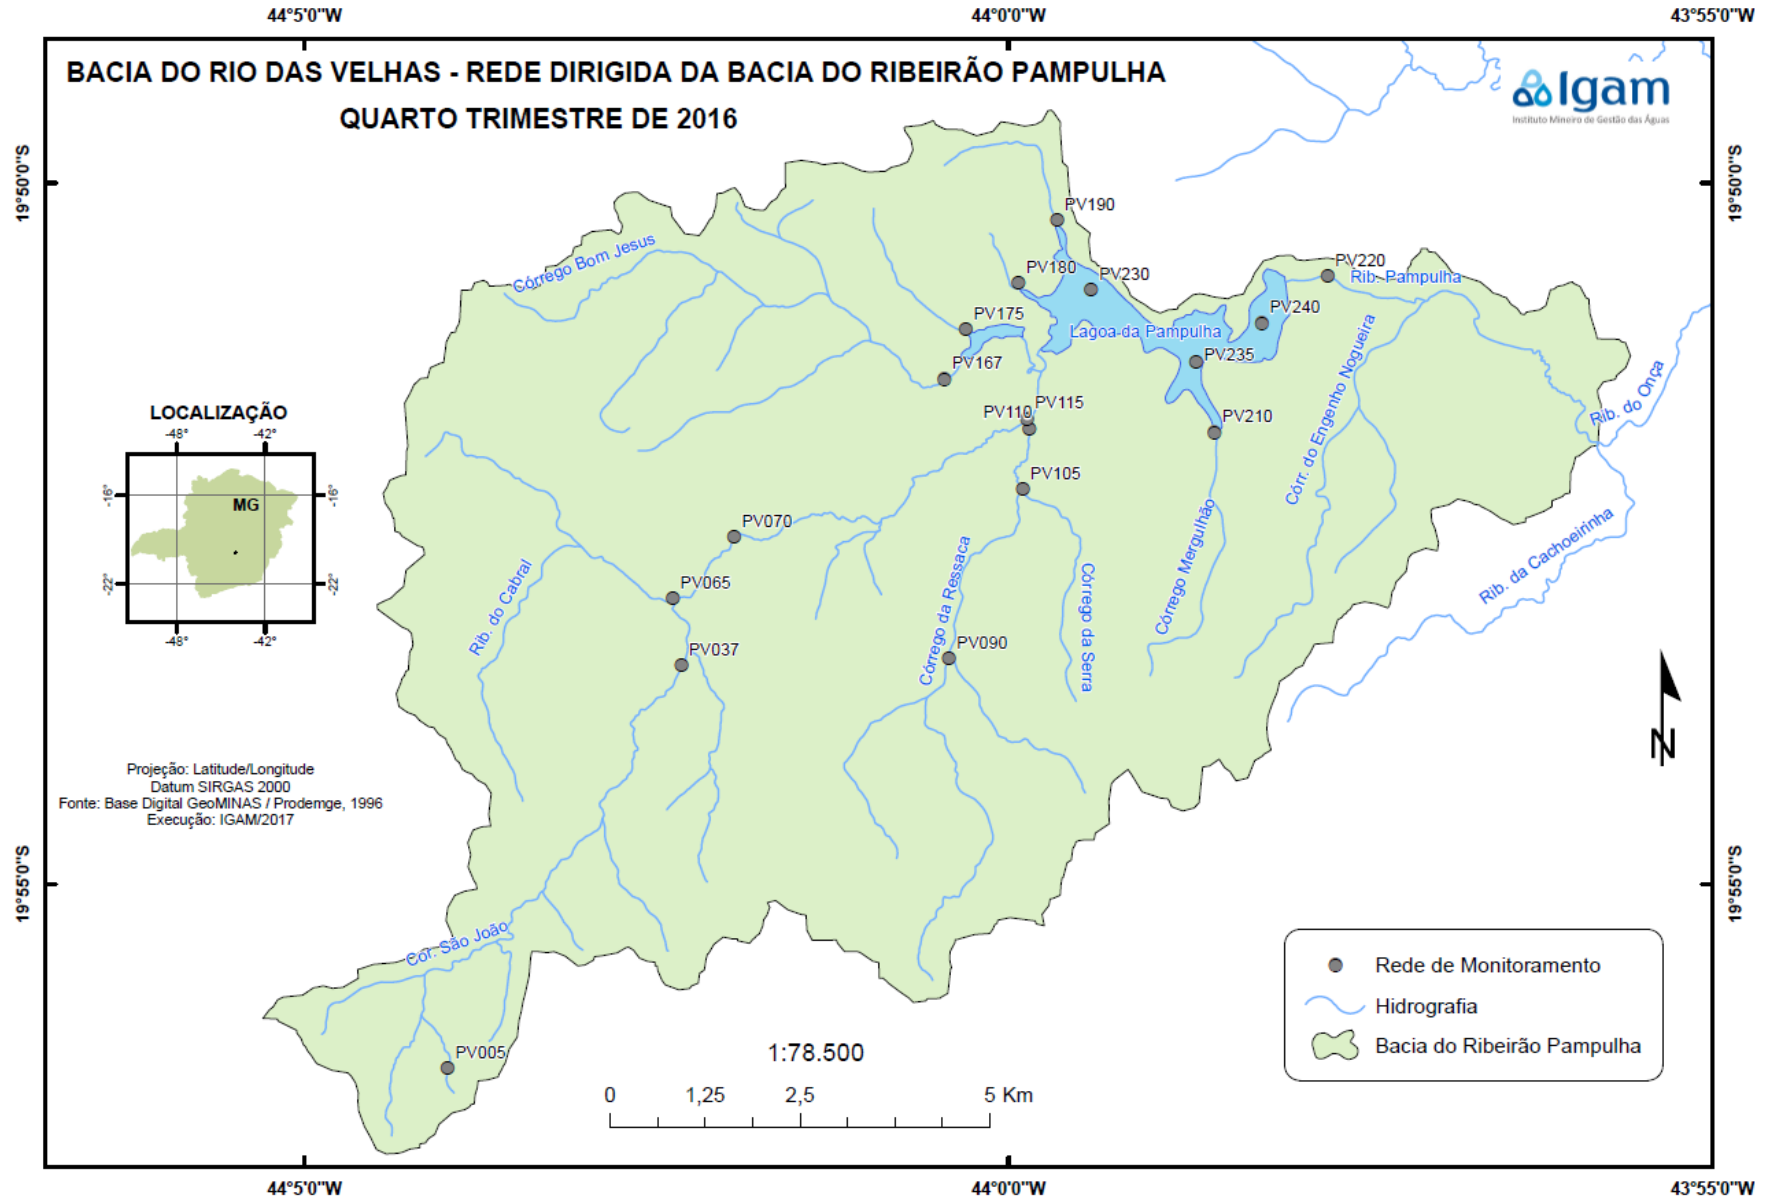 44°5'0"W
44°0'0"W
43°55'0"W
BACIA DO RIO DAS VELHAS - REDE DIRIGIDA DA BACIA DO RIBEIRÃO PAMPULHA
QUARTO TRIMESTRE DE 2016
Igam
Instituto Mineiro de Gestão das Águas
19°50'0"S
19°50'0"S
PV190
Córrego Bom Jesus
PV180
PV230
PV220
Rib. Pampulha
PV175
PV240
Lagoa da Pampulha
PV235
PV167
Córr. do Engenho Nogueira
Rib. do Onça
PV115
PV110
PV210
LOCALIZAÇÃO
-48°
-42°
-16°
-16°
MG
-22°
-22°
-48°
-42°
PV105
PV070
Rib. da Cachoeirinha
Córrego Mergulhão
Rib. do Cabral
PV065
Córrego da Ressaca
Córrego da Serra
PV037
PV090
N
Projeção: Latitude/Longitude
Datum SIRGAS 2000
Fonte: Base Digital GeoMINAS / Prodemge, 1996
Execução: IGAM/2017
19°55'0"S
19°55'0"S
Cór. São João
PV005
1:78.500
0 1,25 2,5 5 Km
Rede de Monitoramento
Hidrografia
Bacia do Ribeirão Pampulha
44°5'0"W
44°0'0"W
43°55'0"W